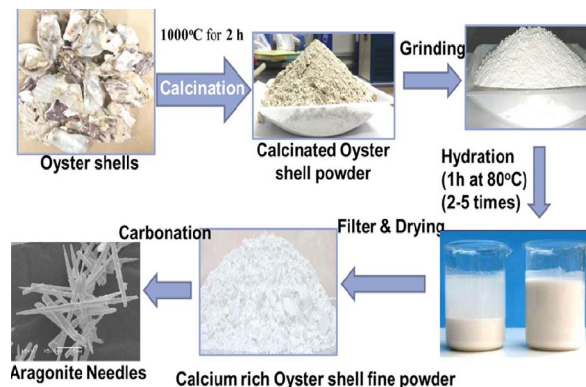 1000°C for 2 h
Calcination
Grinding
Oyster shells
Calcinated Oyster
shell powder
Hydration
(1h at 80°C)
(2-5 times)
Carbonation
Filter & Drying
Aragonite Needles
Calcium rich Oyster shell fine powder